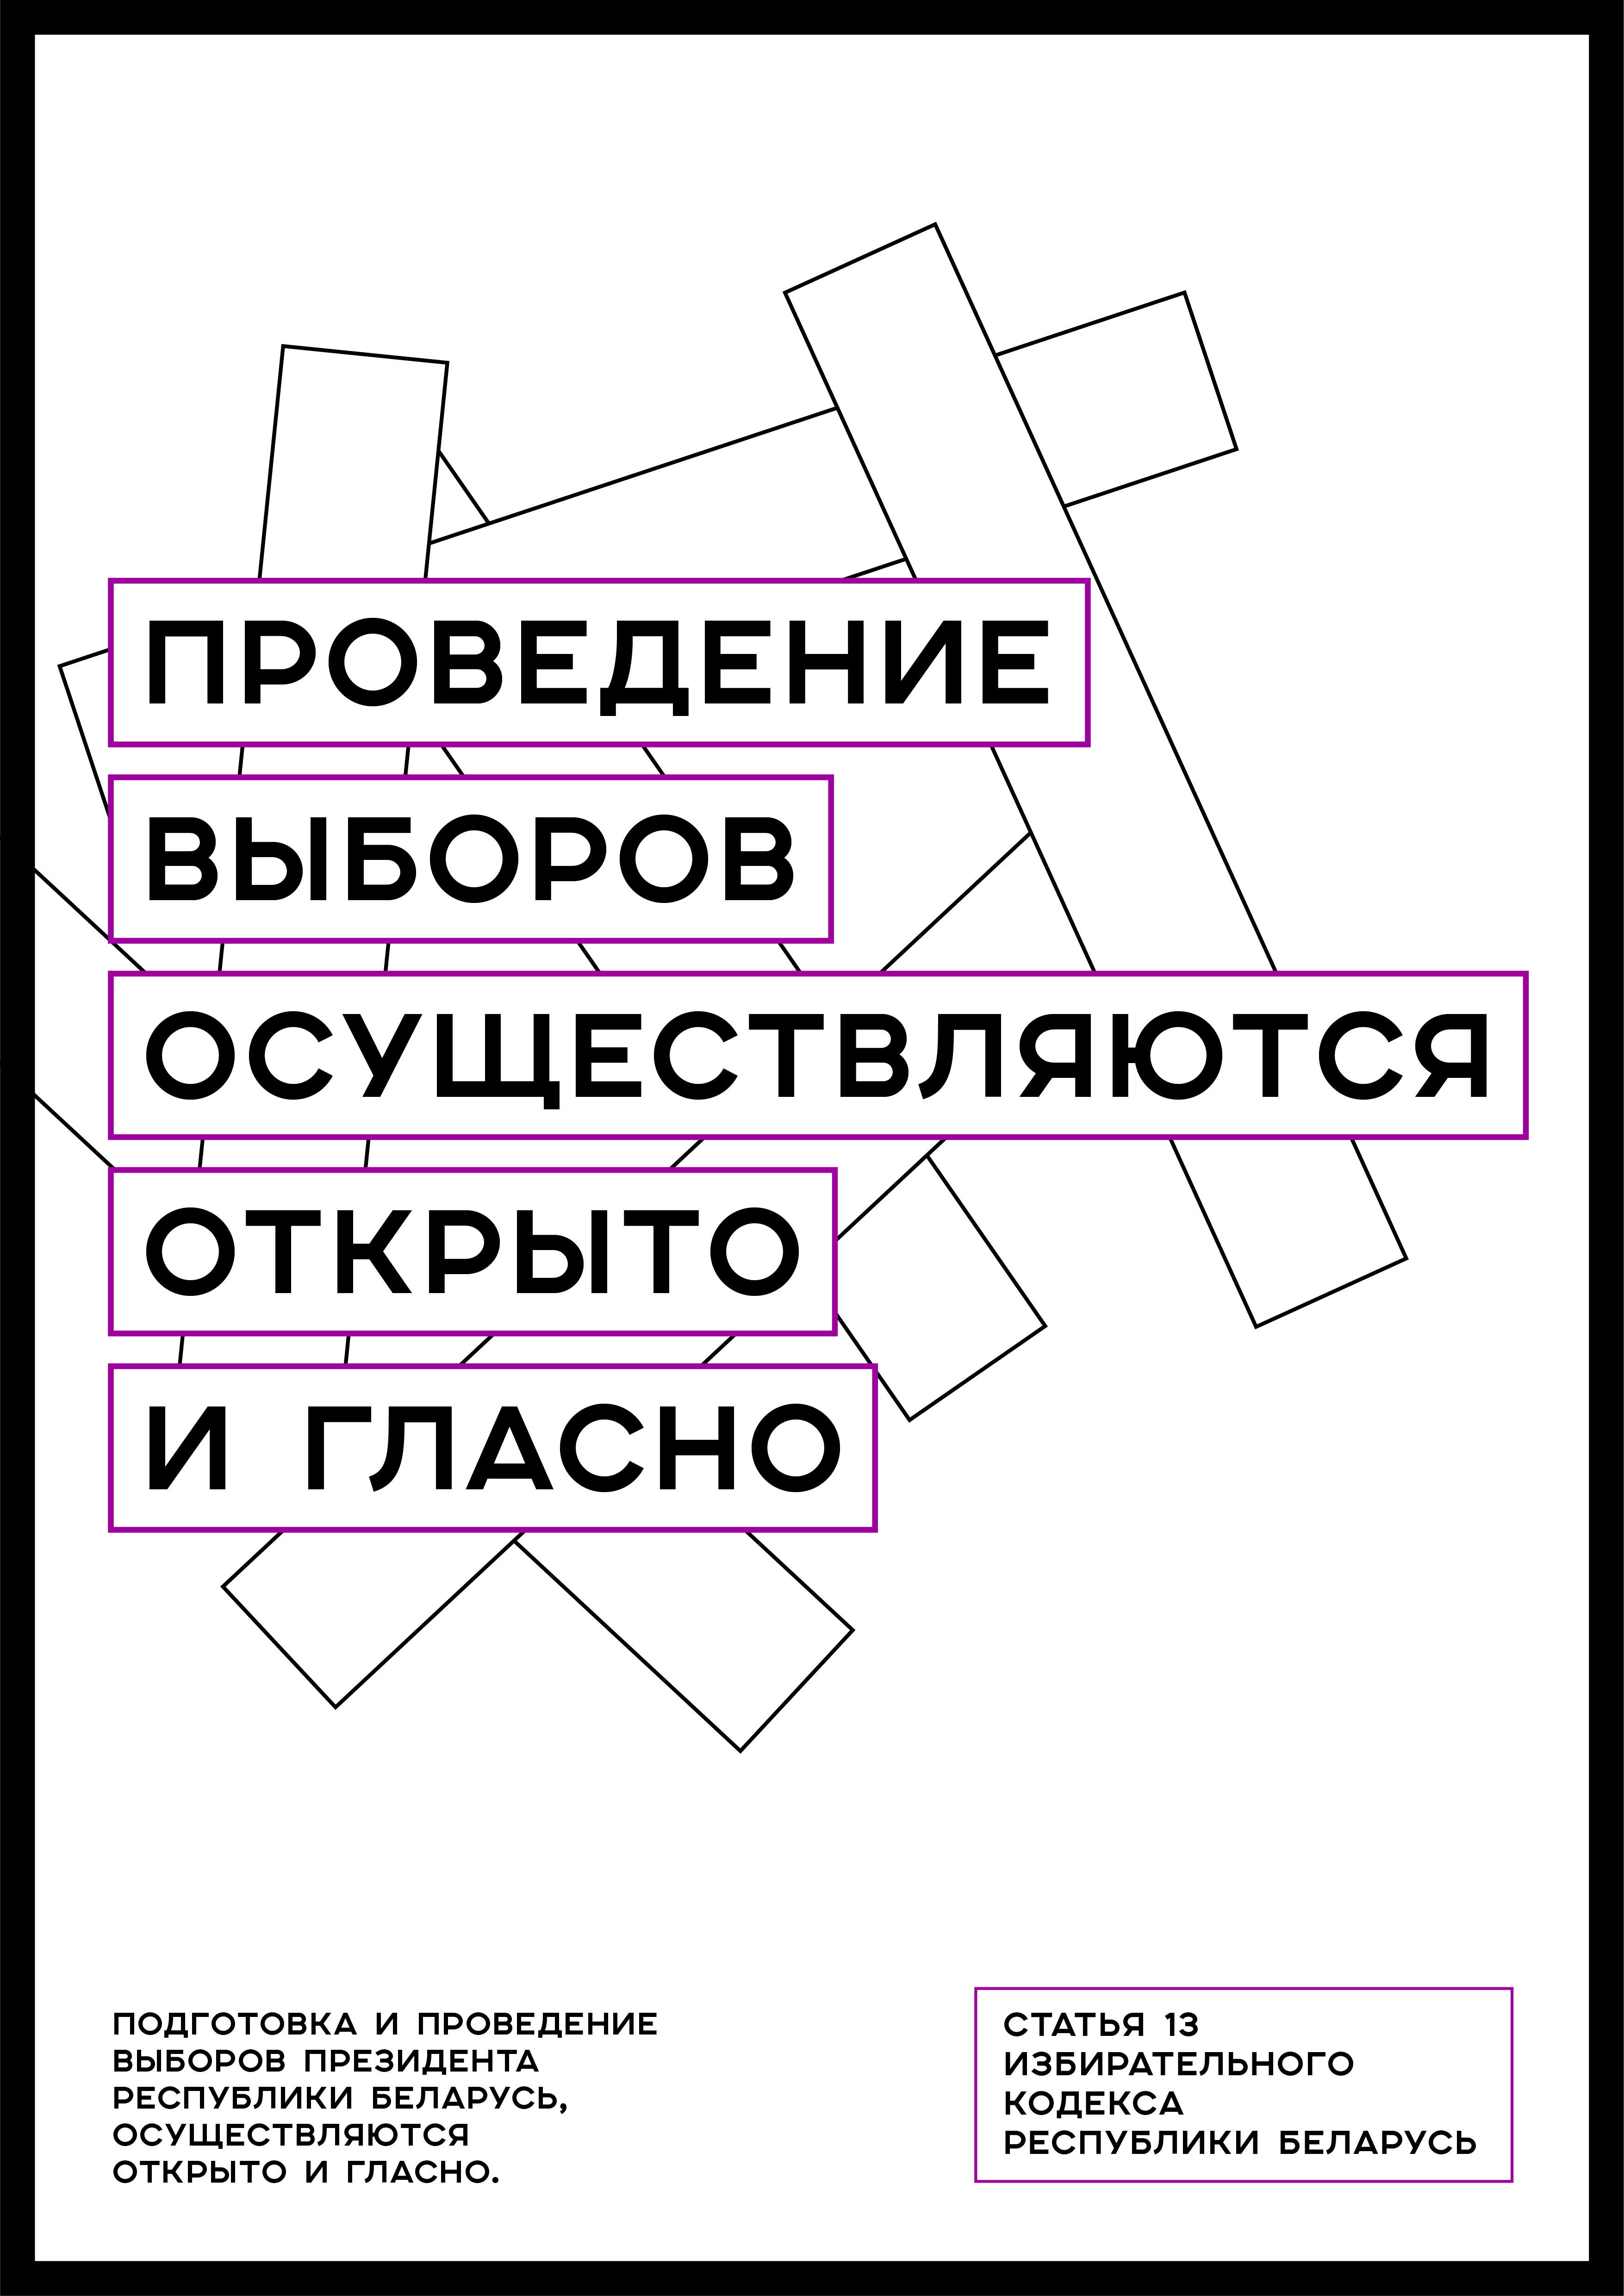 ПРОВЕДЕНИЕ
ВЫБОРОВ
ОСУЩЕСТВЛЯЮТСЯ
ОТКРЫТО
И ГЛАСНО
ПОДГОТОВКА И ПРОВЕДЕНИЕ
ВЫБОРОВ ПРЕЗИДЕНТА
РЕСПУБЛИКИ БЕЛАРУСЬ,
ОСУЩЕСТВЛЯЮТСЯ
ОТКРЫТО И ГЛАСНО.
СТАТЬЯ 13
ИЗБИРАТЕЛЬНОГО
КОДЕКСА
РЕСПУБЛИКИ БЕЛАРУСЬ